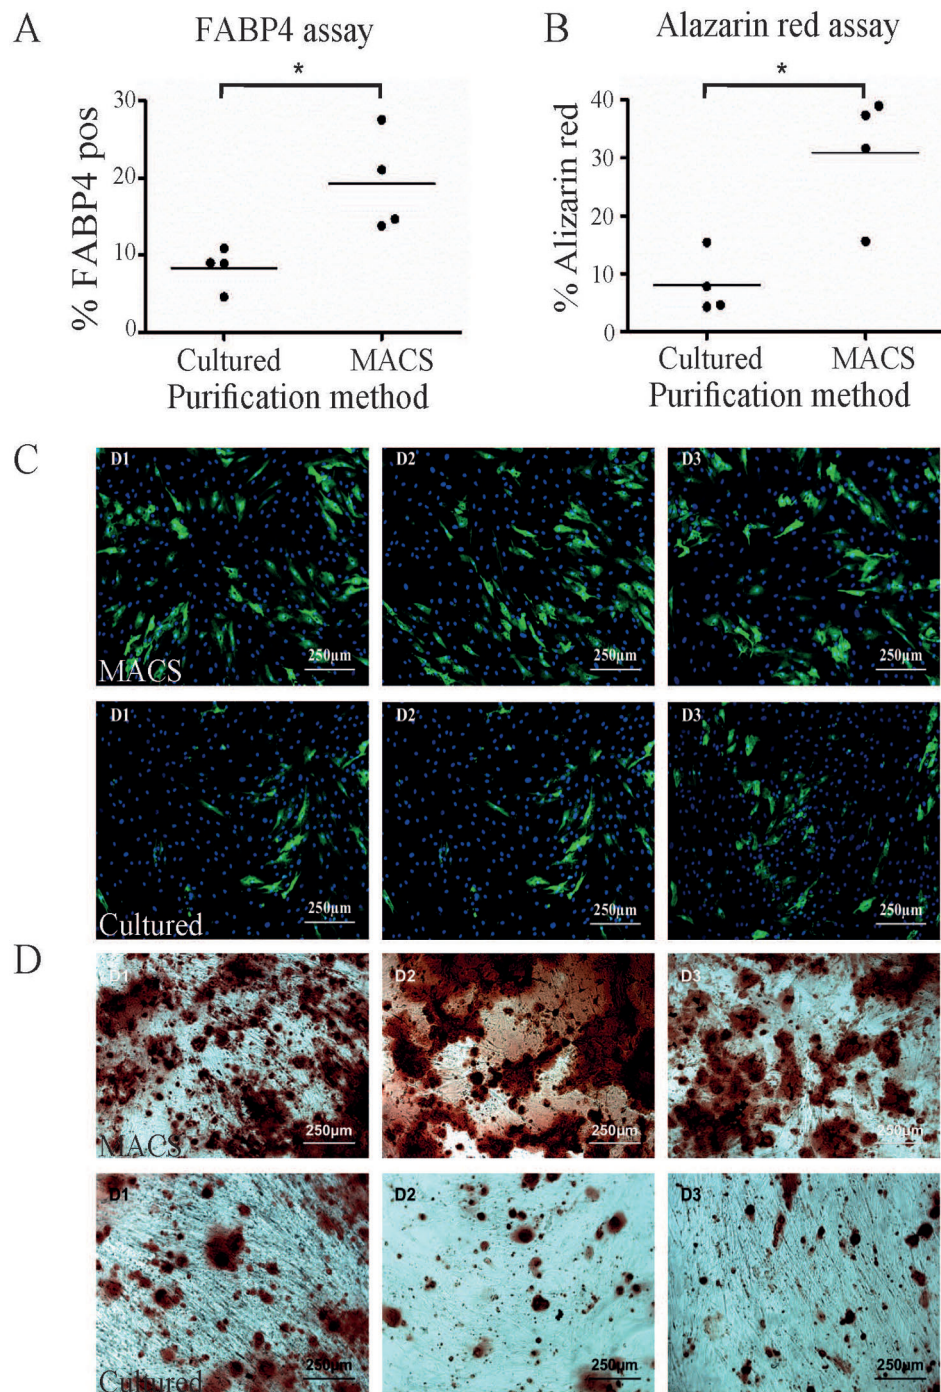 A
FABP4 assay
*
% FABP4 pos
30
20
10
0
Cultured
MACS
Purification method
B
Alazarin red assay
*
% Alizarin red
40
30
20
10
0
Cultured
MACS
Purification method
C
D1
D2
D3
250µm
250µm
250µm
MACS
D1
D2
D3
250µm
250µm
250µm
Cultured
D
D1
D2
D3
250µm
250µm
250µm
MACS
D1
D2
D3
250µm
250µm
250µm
Cultured